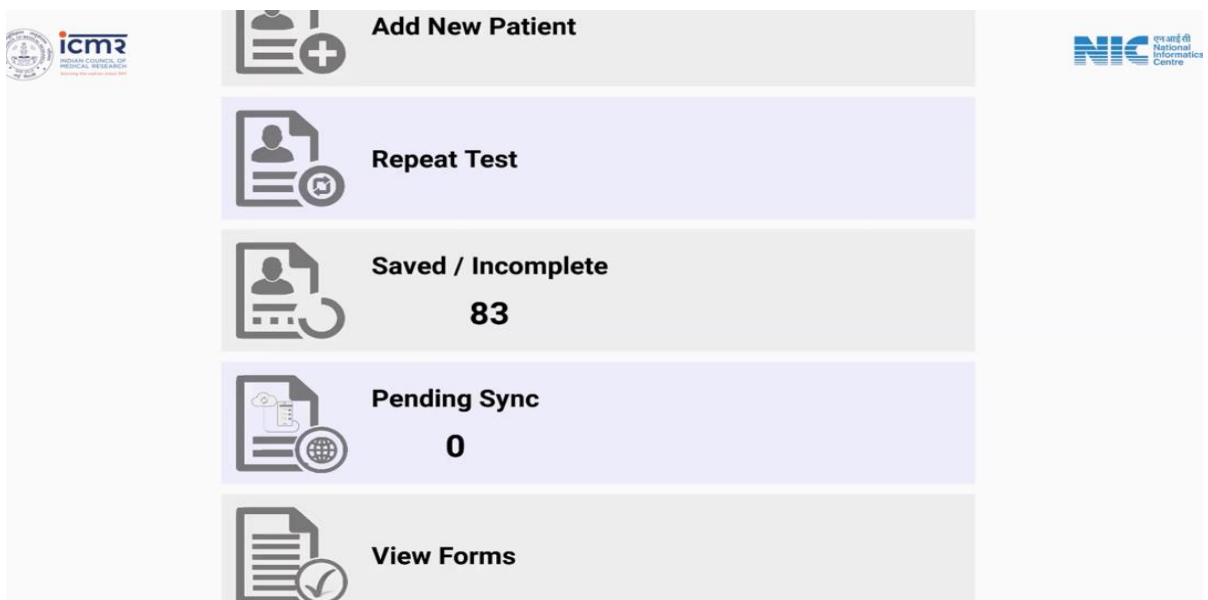 Add New Patient
icmr
INDIAN COUNCIL OF
MEDICAL RESEARCH
एन आई सी
National
Informatics
Centre
NIC
Repeat Test
Saved / Incomplete
83
Pending Sync
0
View Forms